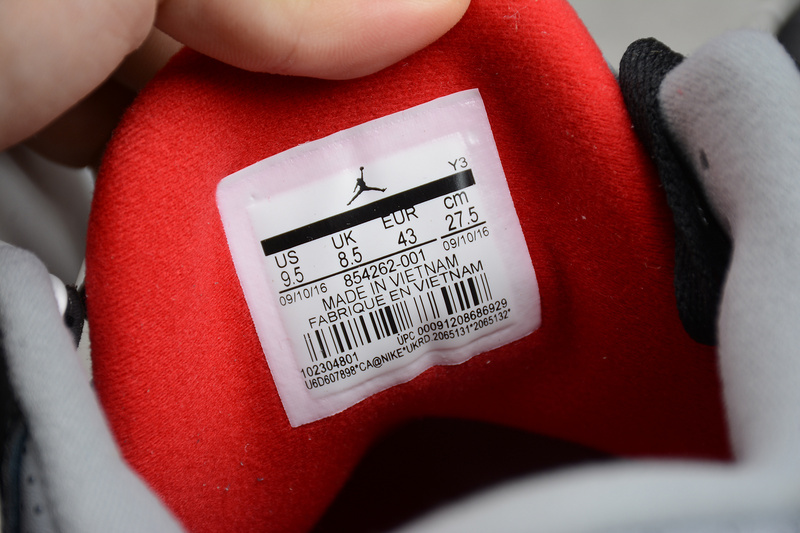 Y3
US UK EUR cm
9.5 8.5 43 27.5
09/10/16 854262-001 09/10/16
MADE IN VIETNAM
FABRIQUE EN VIETNAM
102304801 UPC 00091208686929
U6D607898*CA@NIKE*UKRD.2065131*2065132*